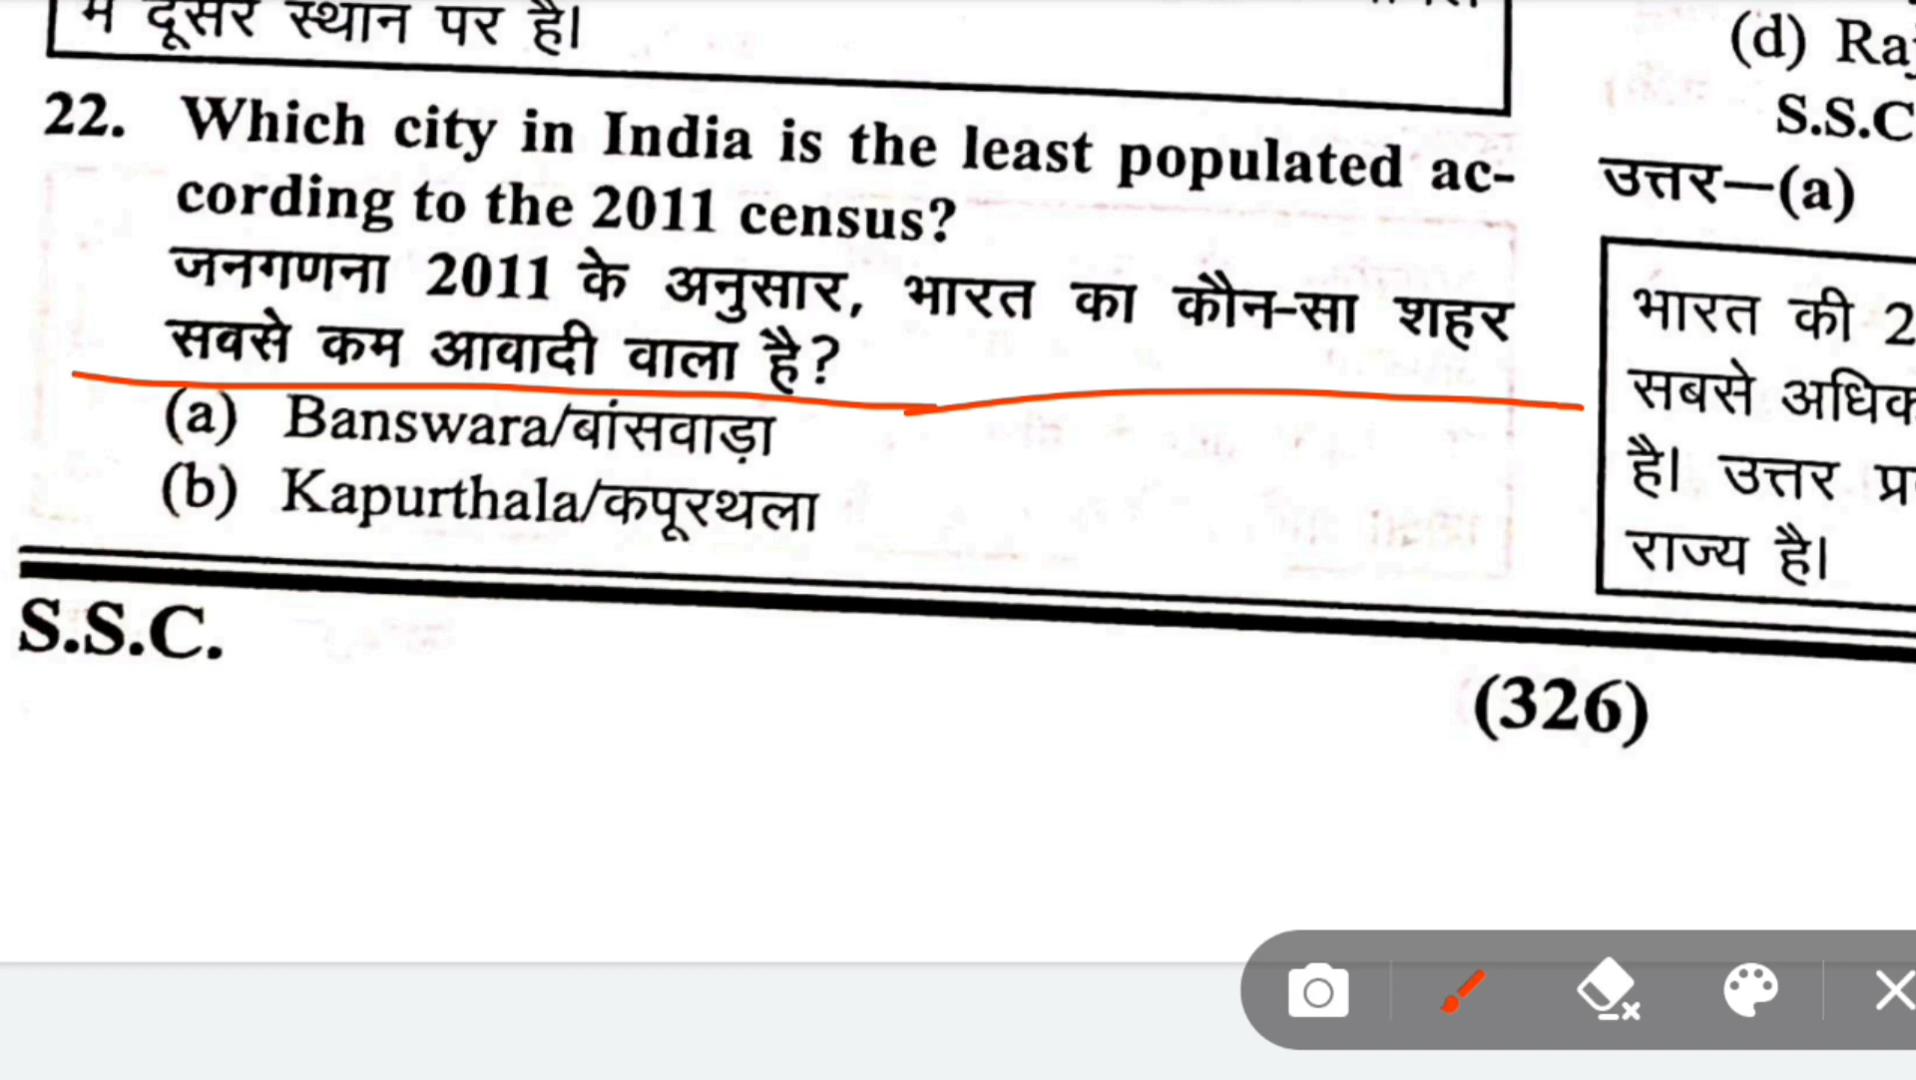 दूसरे स्थान पर है।
22. Which city in India is the least populated ac-
cording to the 2011 census?
जनगणना 2011 के अनुसार, भारत का कौन-सा शहर
सबसे कम आवादी वाला है?
(a) Banswara/बांसवाड़ा
(b) Kapurthala/कपूरथला
S.S.C.
(326)
(d)
S.S.C
उत्तर—(a)
भारत की 2
सबसे अधिक
है। उत्तर
राज्य है।